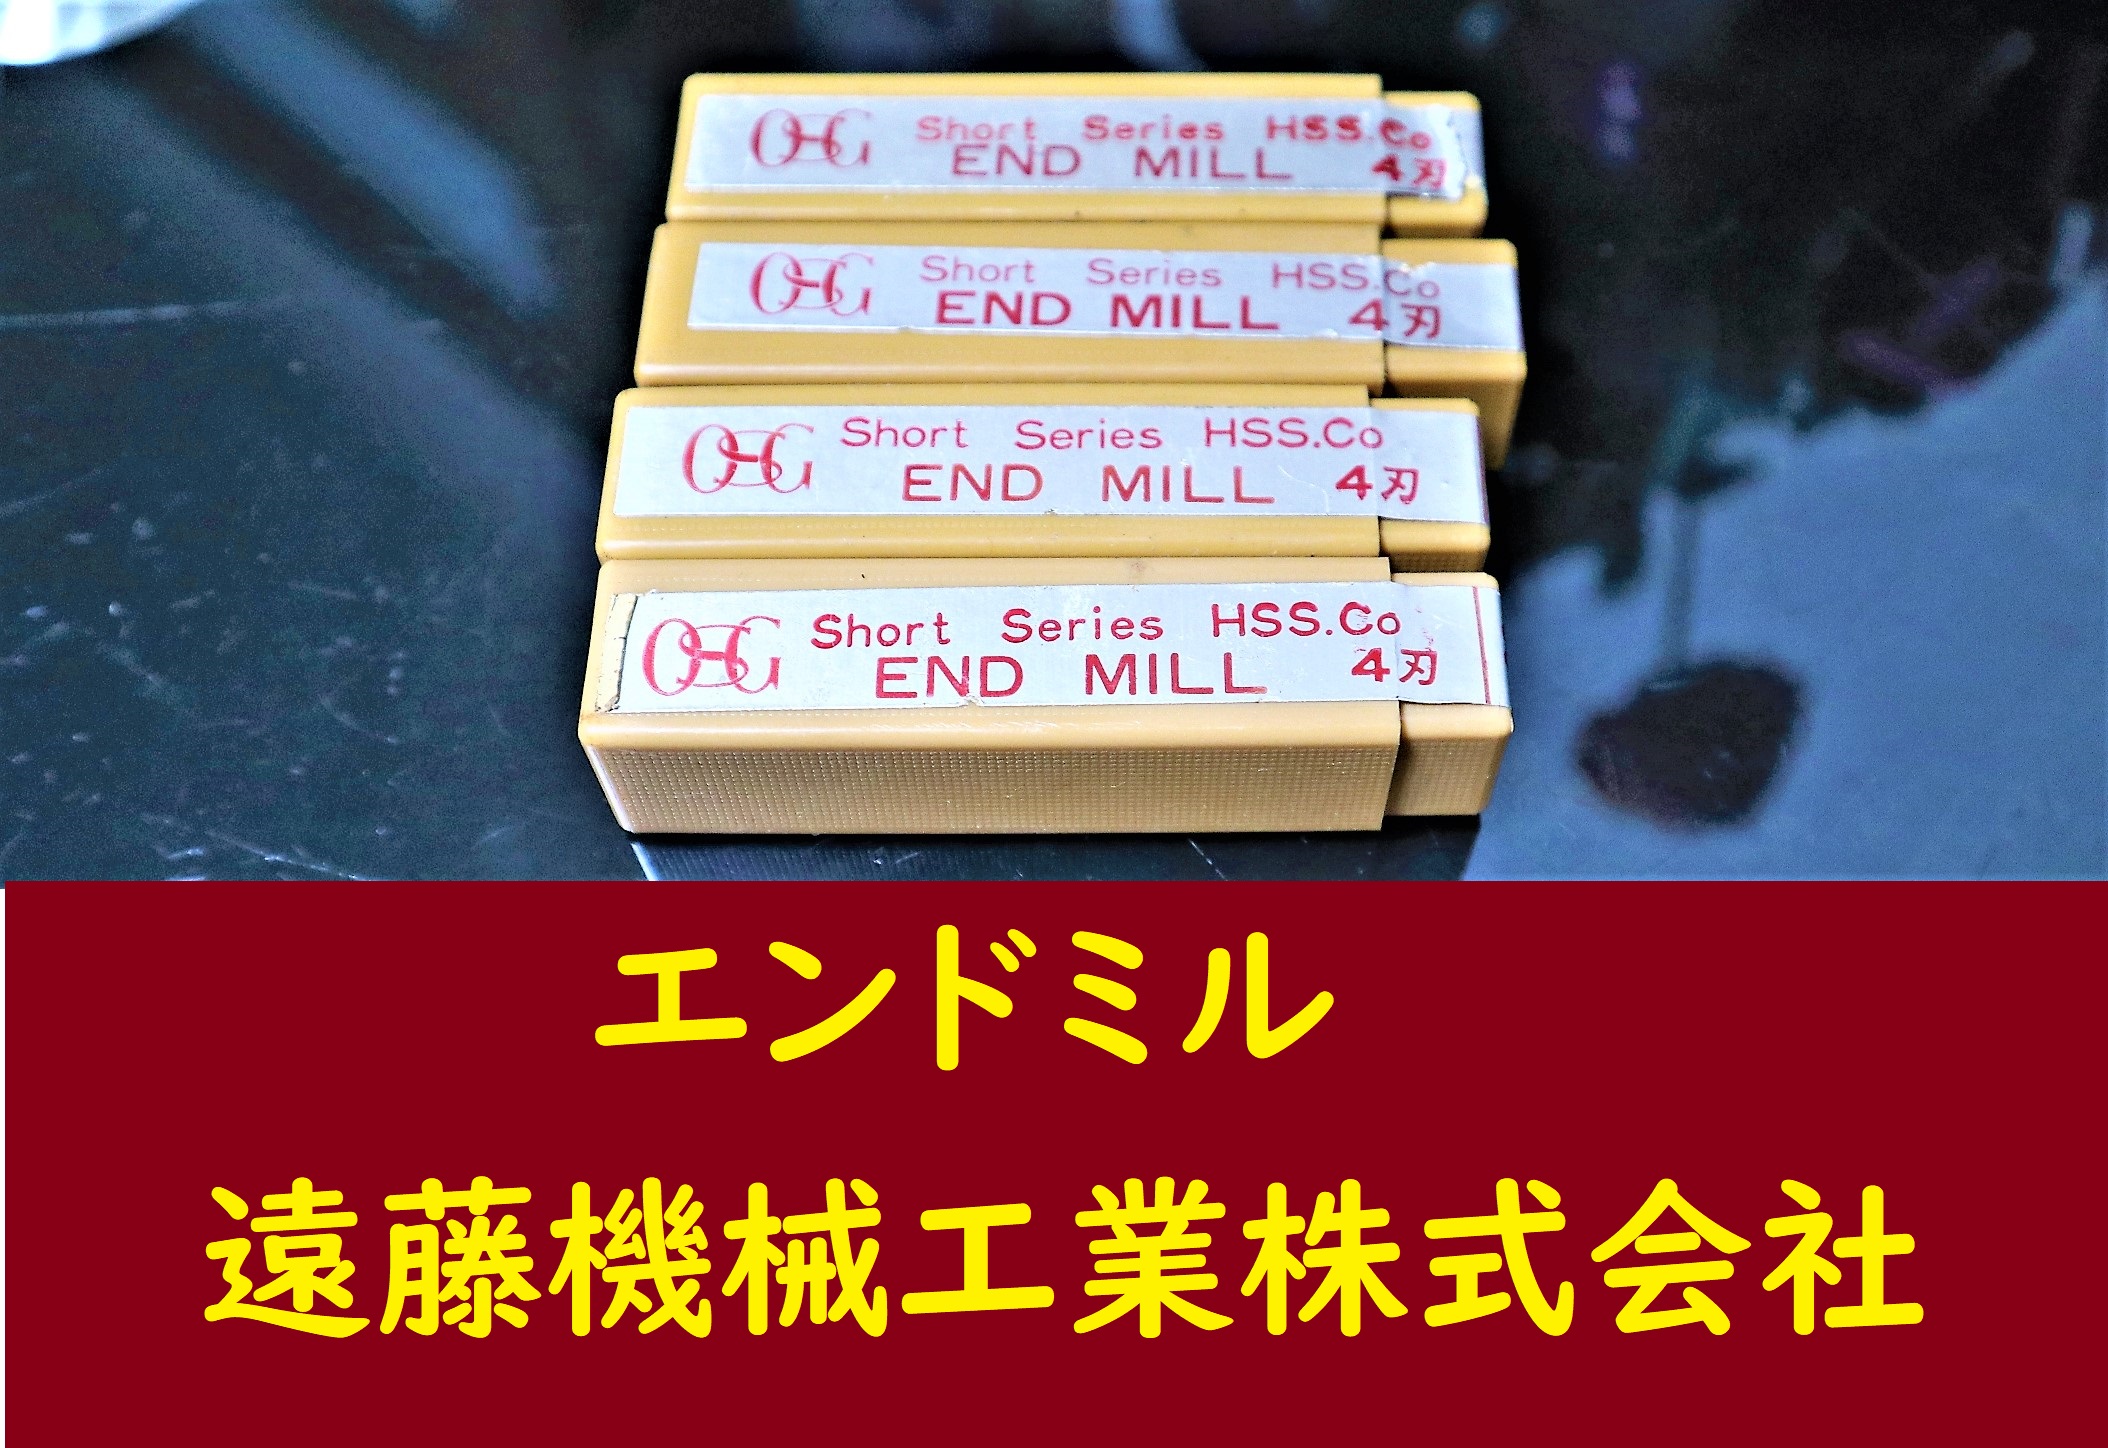 OSG Short Series HSS.Co
END MILL 4刃
OSG Short Series HSS.Co
END MILL 4刃
OSG Short Series HSS.Co
END MILL 4刃
OSG Short Series HSS.Co
END MILL 4刃
エンドミル
遠藤機械工業株式会社